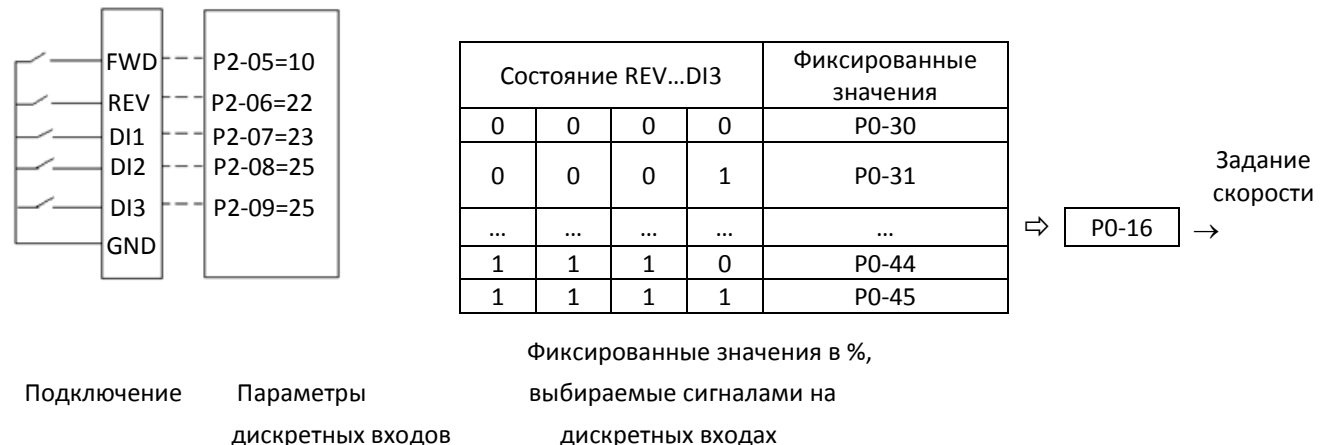 FWD P2-05=10
REV P2-06=22
DI1 P2-07=23
DI2 P2-08=25
DI3 P2-09=25
GND
Состояние REV...DI3 Фиксированные
значения
0 0 0 0 P0-30
0 0 0 1 P0-31
... ... ... ... ...
1 1 1 0 P0-44
1 1 1 1 P0-45
⇨ P0-16 →
Задание
скорости
Фиксированные значения в %,
Подключение Параметры выбираемые сигналами на
дискретных входов дискретных входах